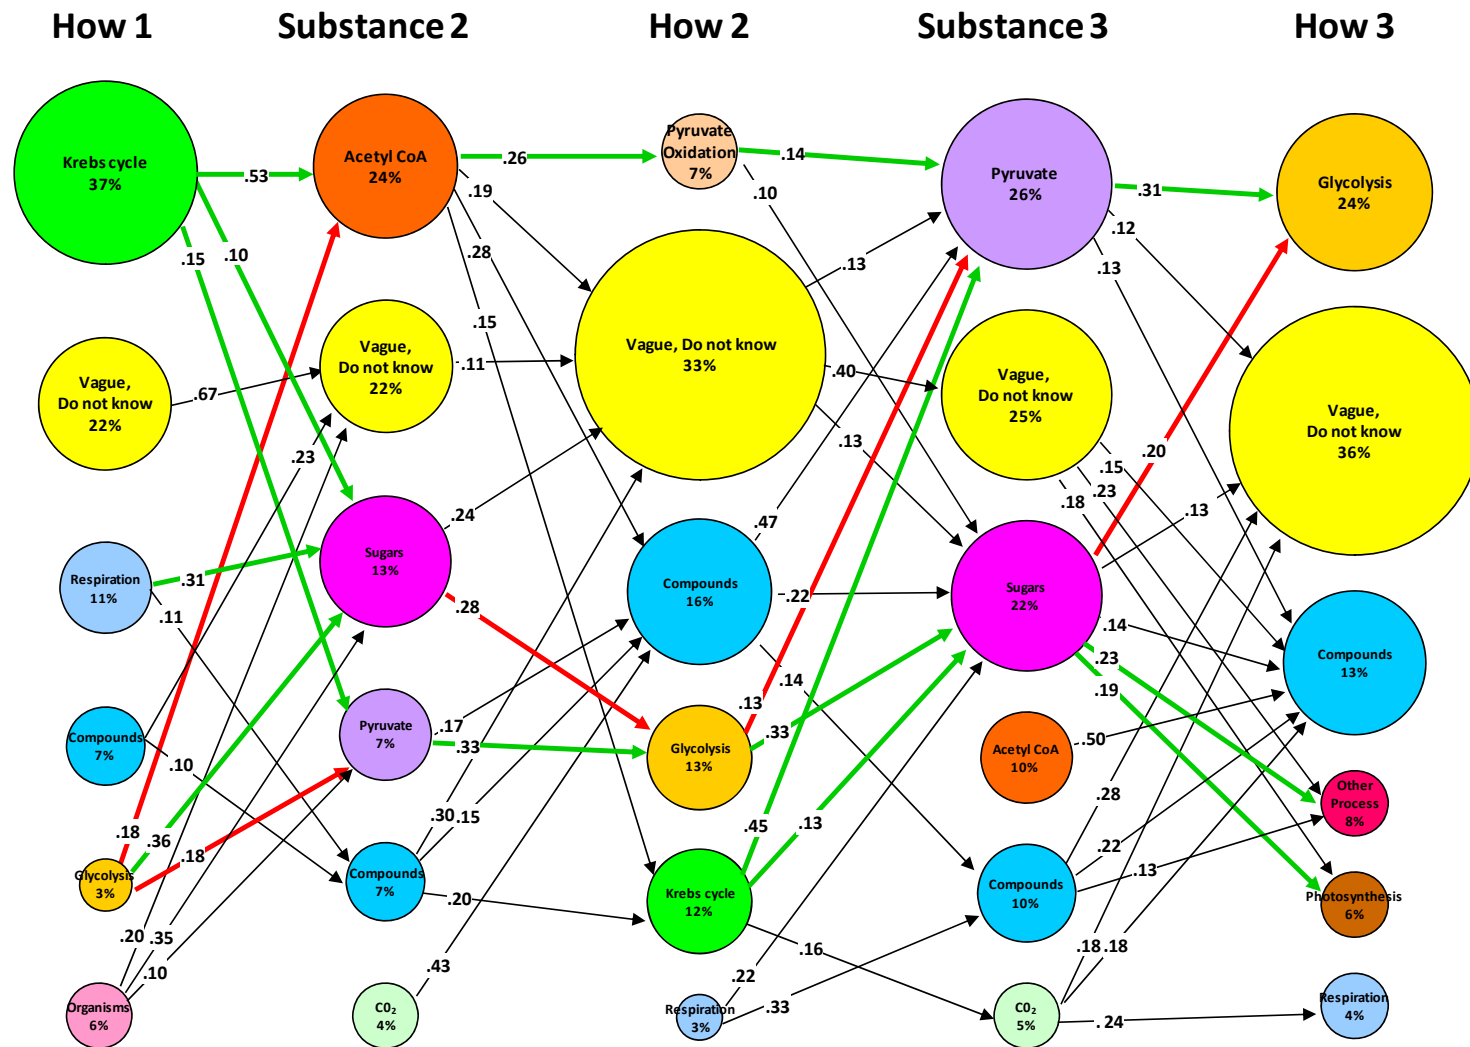 How 1
Substance 2
How 2
Substance 3
How 3
Krebs cycle
37%
Vague,
Do not know
22%
Respiration
11%
Compounds
7%
Glycolysis
3%
Organisms
6%
.53
.10
.15
.67
.31
.11
.23
.10
.18
.36
.18
.20
.35
.10
Acetyl CoA
24%
Vague,
Do not know
22%
Sugars
13%
Pyruvate
7%
Compounds
7%
C0₂
4%
.26
.19
.28
.15
.11
.24
.28
.17
.33
.30
.15
.20
.43
Pyruvate
Oxidation
7%
Vague, Do not know
33%
Compounds
16%
Glycolysis
13%
Krebs cycle
12%
Respiration
3%
.14
.10
.13
.40
.13
.47
.22
.14
.13
.33
.45
.13
.16
.22
.33
Pyruvate
26%
Vague,
Do not know
25%
Sugars
22%
Acetyl CoA
10%
Compounds
10%
C0₂
5%
.31
.12
.13
.15
.23
.18
.20
.13
.14
.23
.19
.50
.28
.22
.13
.18
.18
.24
Glycolysis
24%
Vague,
Do not know
36%
Compounds
13%
Other
Process
8%
Photosynthesis
6%
Respiration
4%